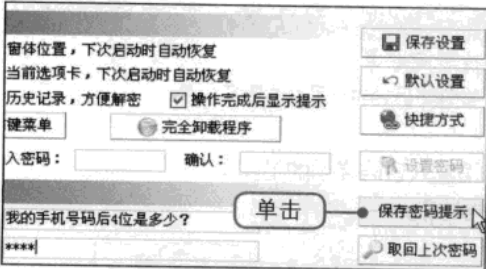 保存设置
窗体位置，下次启动时自动恢复
当前选项卡，下次启动时自动恢复
默认设置
历史记录，方便解密 操作完成后显示提示
快捷方式
键菜单 完全卸载程序
入密码： 确认： 设置密码
单击 保存密码提示
我的手机号码后4位是多少？
**** 取回上次密码